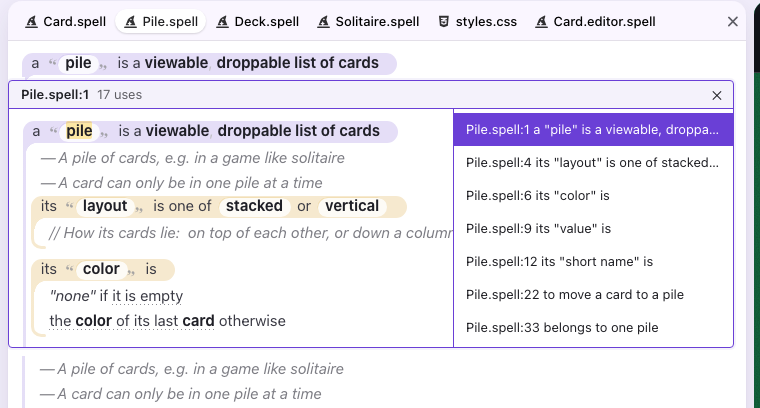 Card.spell Pile.spell Deck.spell Solitaire.spell styles.css Card.editor.spell
a “pile” is a viewable, droppable list of cards
Pile.spell:1 17 uses
a “pile” is a viewable, droppable list of cards
— A pile of cards, e.g. in a game like solitaire
— A card can only be in one pile at a time
its “layout” is one of stacked or vertical
// How its cards lie: on top of each other, or down a column
its “color” is
"none" if it is empty
the color of its last card otherwise
Pile.spell:1 a "pile" is a viewable, droppa...
Pile.spell:4 its "layout" is one of stacked...
Pile.spell:6 its "color" is
Pile.spell:9 its "value" is
Pile.spell:12 its "short name" is
Pile.spell:22 to move a card to a pile
Pile.spell:33 belongs to one pile
— A pile of cards, e.g. in a game like solitaire
— A card can only be in one pile at a time